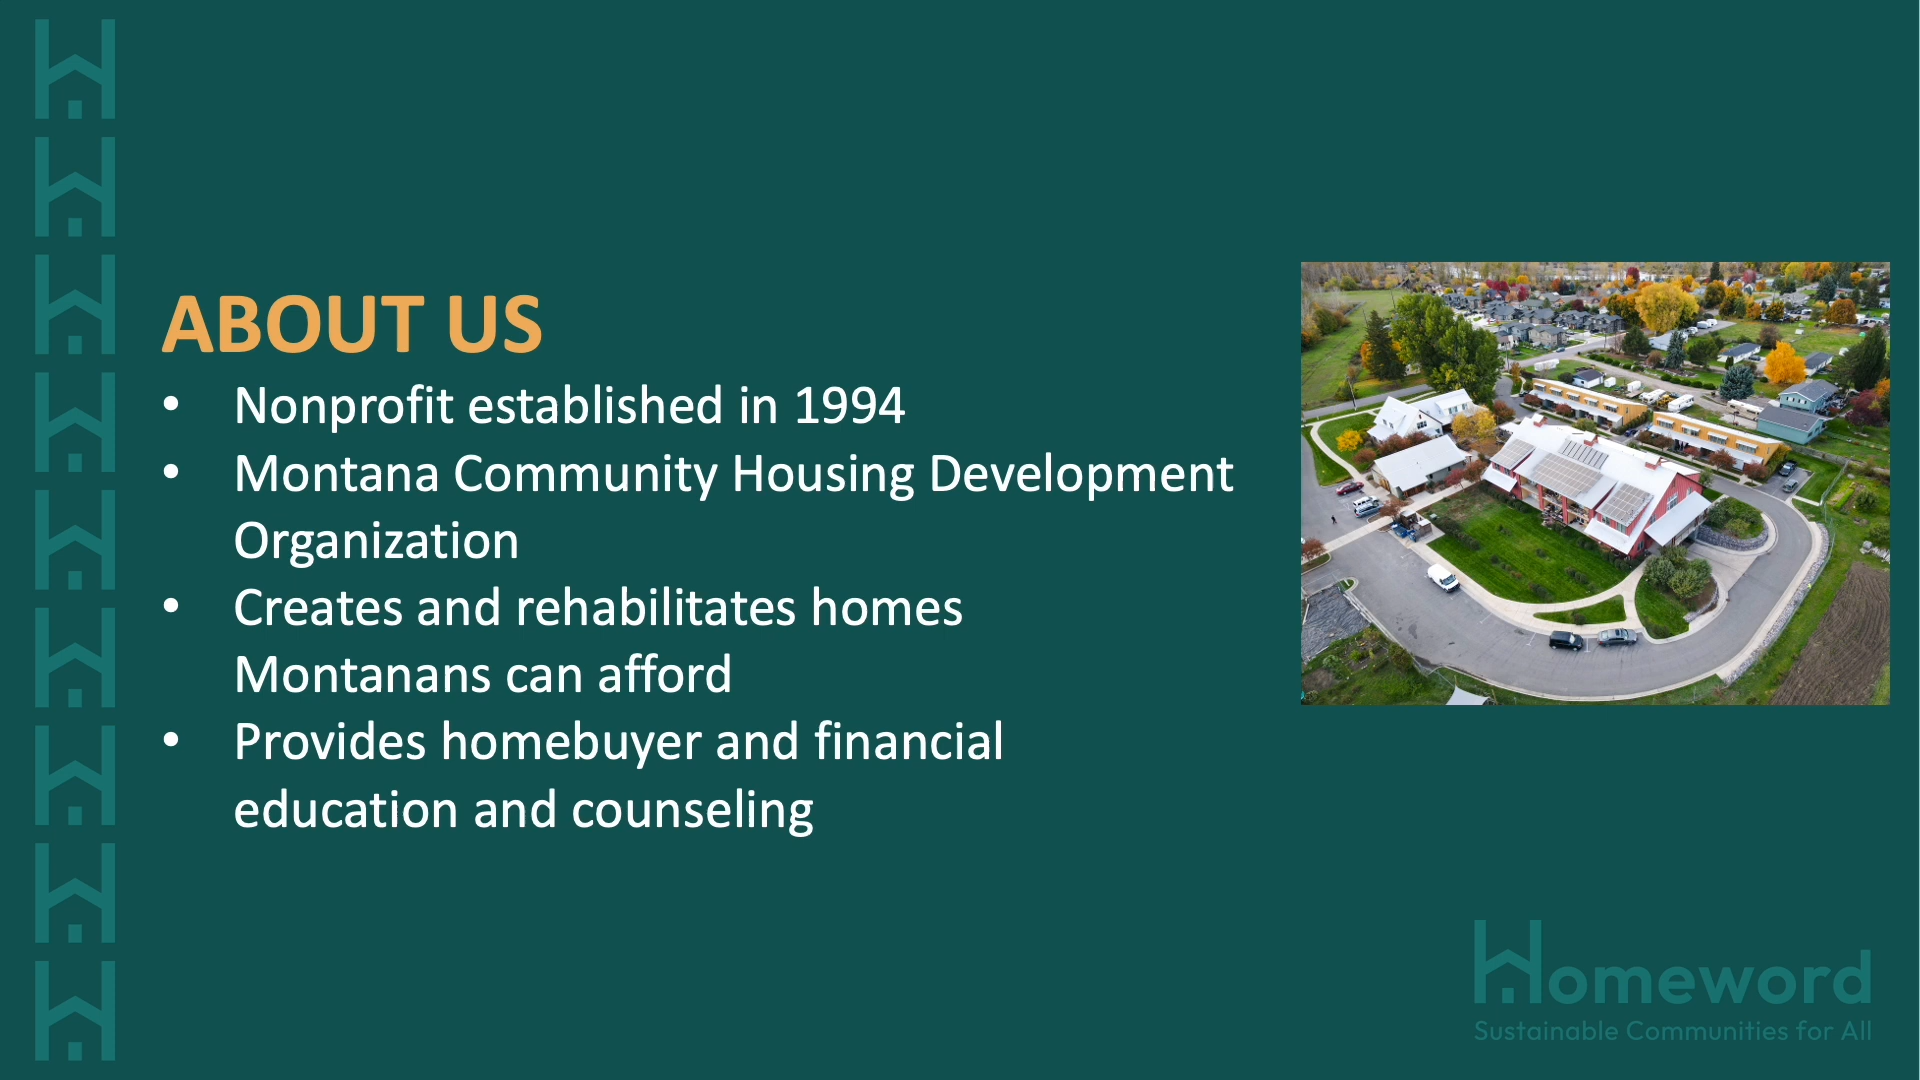 ABOUT US
• Nonprofit established in 1994
• Montana Community Housing Development
Organization
• Creates and rehabilitates homes
Montanans can afford
• Provides homebuyer and financial
education and counseling
Homeword
Sustainable Communities for All